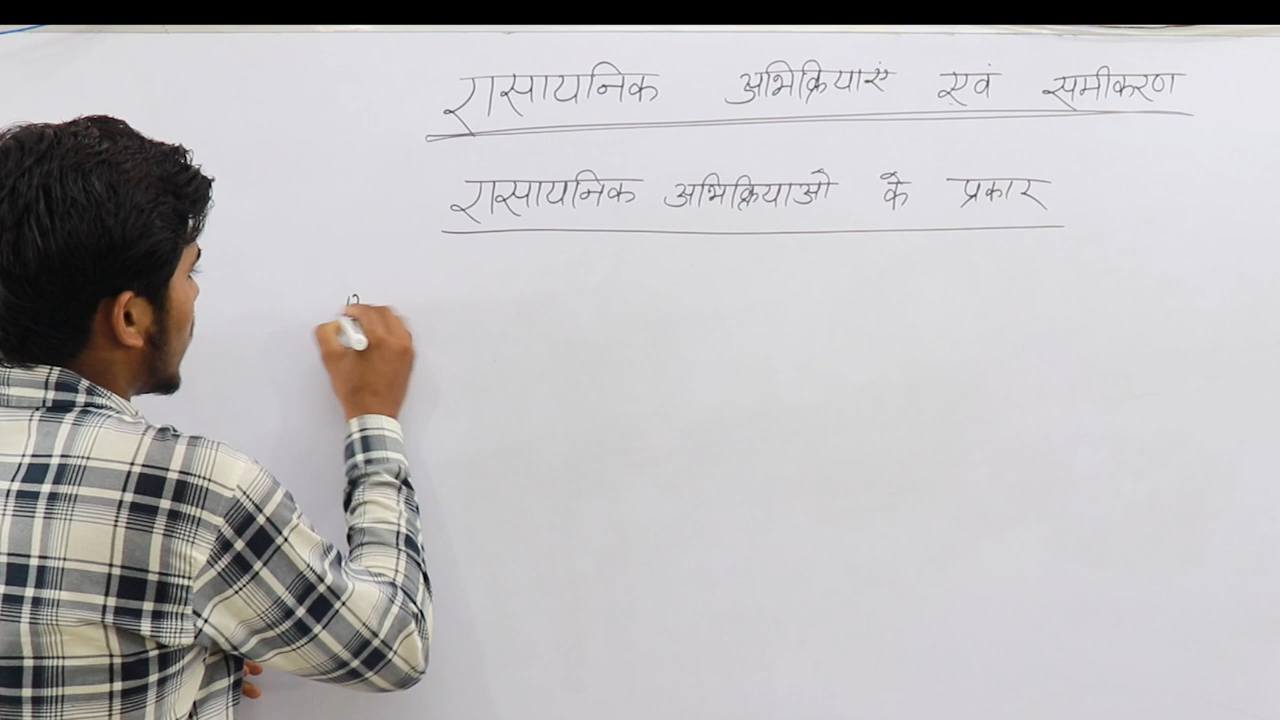 रासायनिक अभिक्रियाएं एवं समीकरण
रासायनिक अभिक्रियाओ के प्रकार